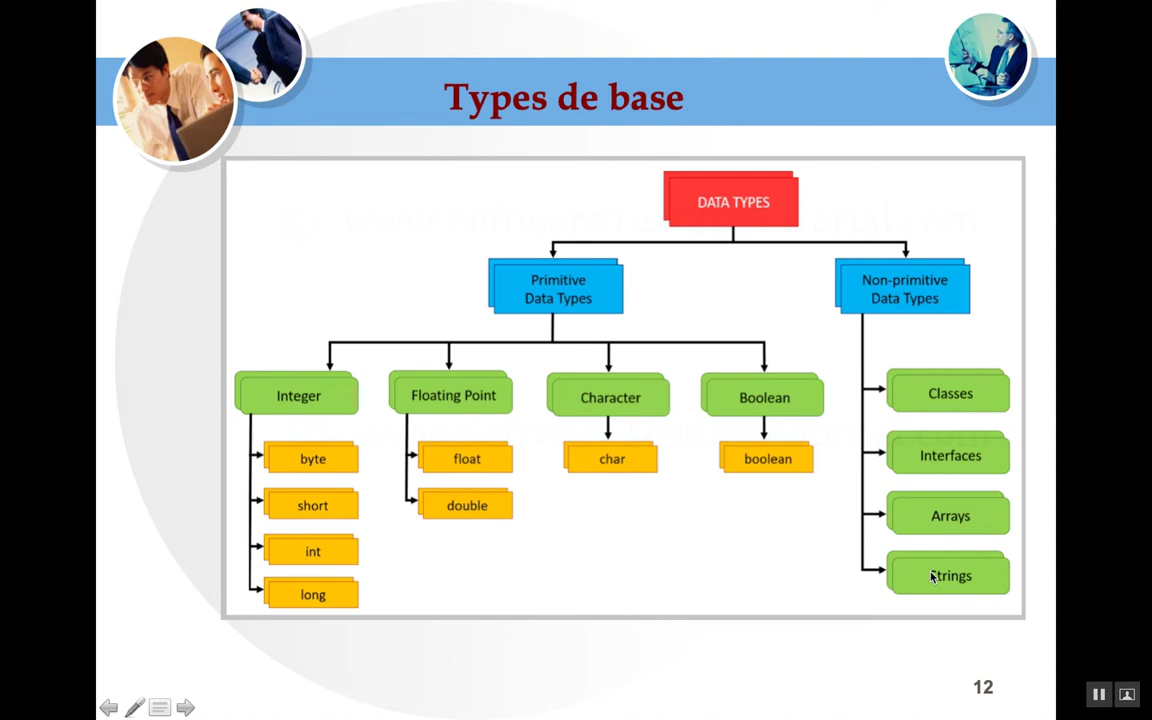 Types de base
DATA TYPES
Primitive
Data Types
Non-primitive
Data Types
Integer
Floating Point
Character
Boolean
Classes
byte
float
char
boolean
Interfaces
short
double
Arrays
int
Strings
long
12